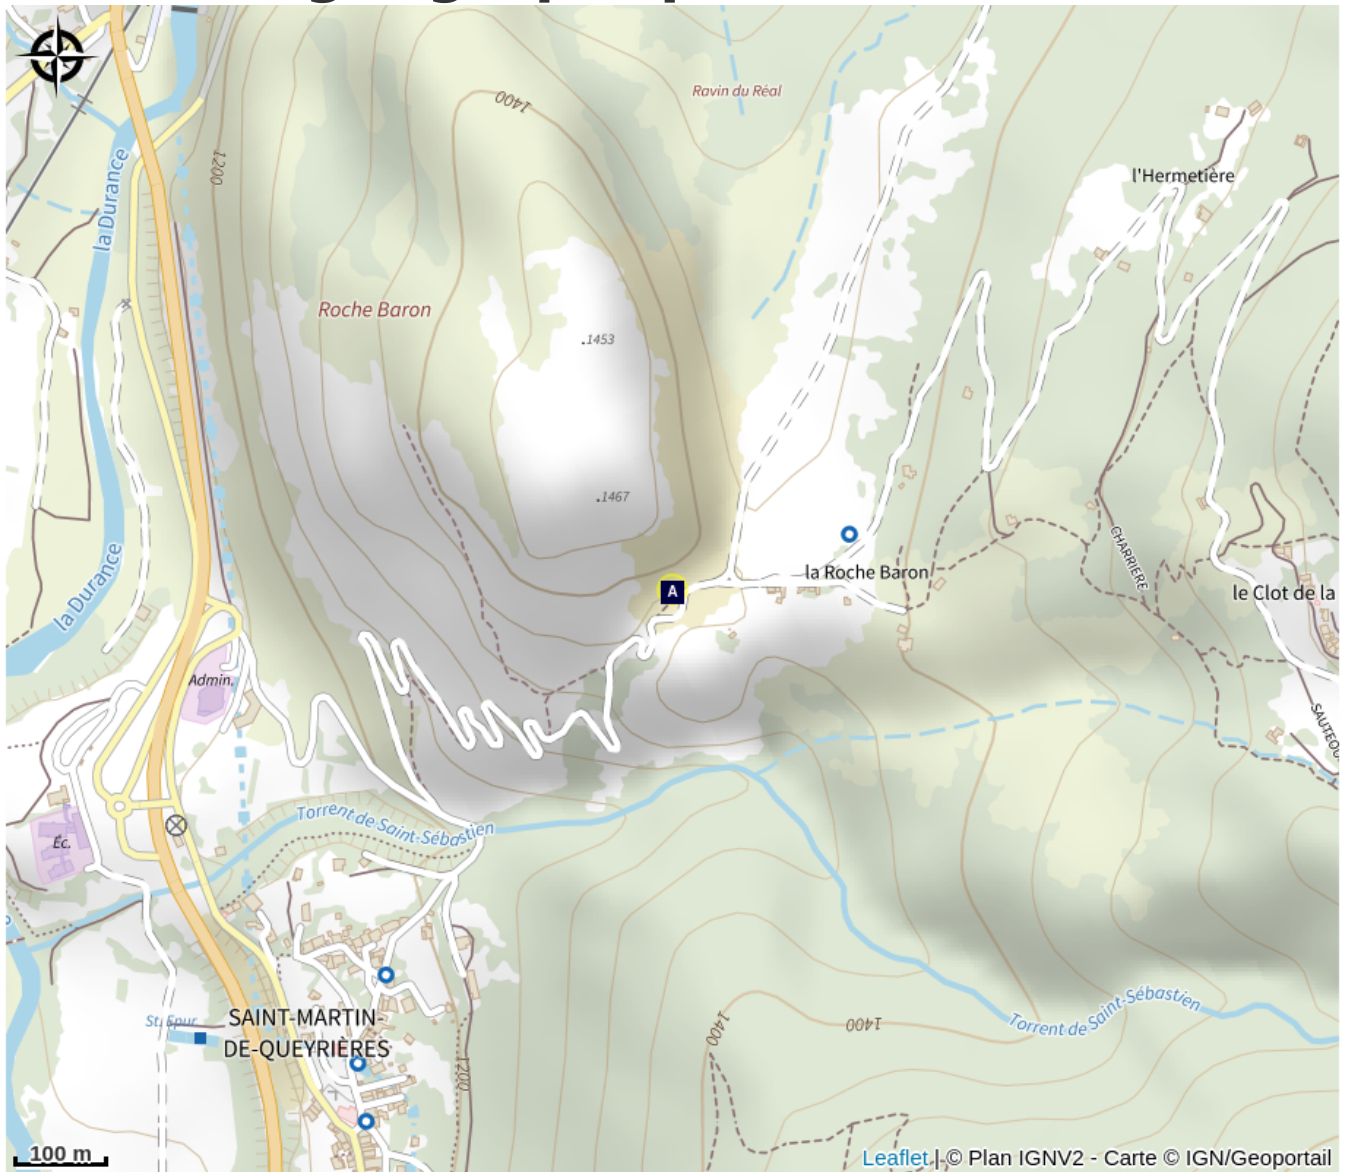 1400
Ravin du Réal
1200
la Durance
l'Hermetière
Roche Baron
.1453
.1467
CHARRIERE
la Durance
A
la Roche Baron
le Clot de la
Admin.
SAUTEOU
Torrent de Saint-Sébastien
Éc.
Torrent de Saint-Sébastien
1400
1400
St. Epur.
SAINT-MARTIN-
DE-QUEYRIÈRES
1200
100 m
Leaflet | © Plan IGNV2 - Carte © IGN/Geoportail